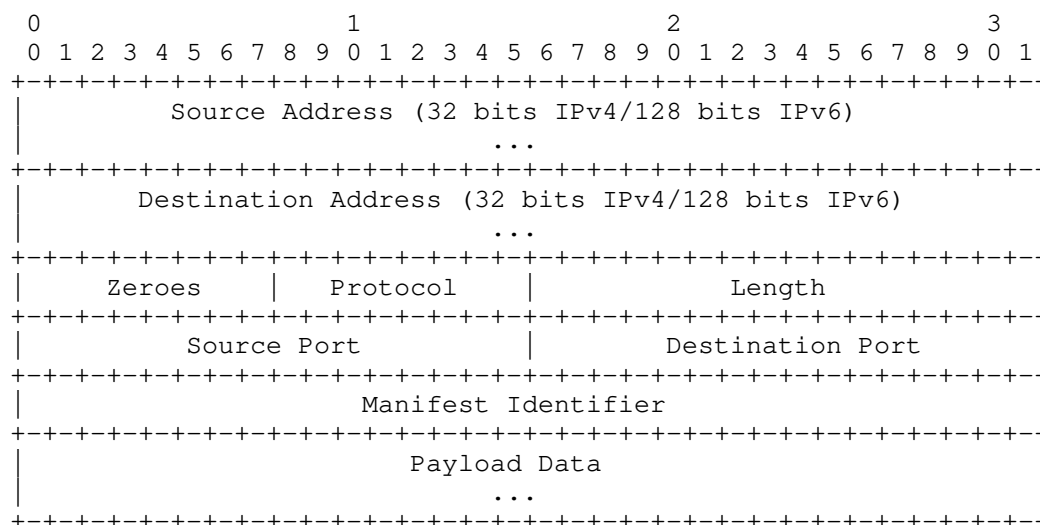 0                   1                   2                   3
 0 1 2 3 4 5 6 7 8 9 0 1 2 3 4 5 6 7 8 9 0 1 2 3 4 5 6 7 8 9 0 1
+-+-+-+-+-+-+-+-+-+-+-+-+-+-+-+-+-+-+-+-+-+-+-+-+-+-+-+-+-+-+-+--
|         Source Address (32 bits IPv4/128 bits IPv6)
|                             ...
+-+-+-+-+-+-+-+-+-+-+-+-+-+-+-+-+-+-+-+-+-+-+-+-+-+-+-+-+-+-+-+--
|       Destination Address (32 bits IPv4/128 bits IPv6)
|                             ...
+-+-+-+-+-+-+-+-+-+-+-+-+-+-+-+-+-+-+-+-+-+-+-+-+-+-+-+-+-+-+-+--
|     Zeroes    |   Protocol    |            Length
+-+-+-+-+-+-+-+-+-+-+-+-+-+-+-+-+-+-+-+-+-+-+-+-+-+-+-+-+-+-+-+--
|          Source Port          |        Destination Port
+-+-+-+-+-+-+-+-+-+-+-+-+-+-+-+-+-+-+-+-+-+-+-+-+-+-+-+-+-+-+-+--
|                     Manifest Identifier
+-+-+-+-+-+-+-+-+-+-+-+-+-+-+-+-+-+-+-+-+-+-+-+-+-+-+-+-+-+-+-+--
|                        Payload Data
|                             ...
+-+-+-+-+-+-+-+-+-+-+-+-+-+-+-+-+-+-+-+-+-+-+-+-+-+-+-+-+-+-+-+--